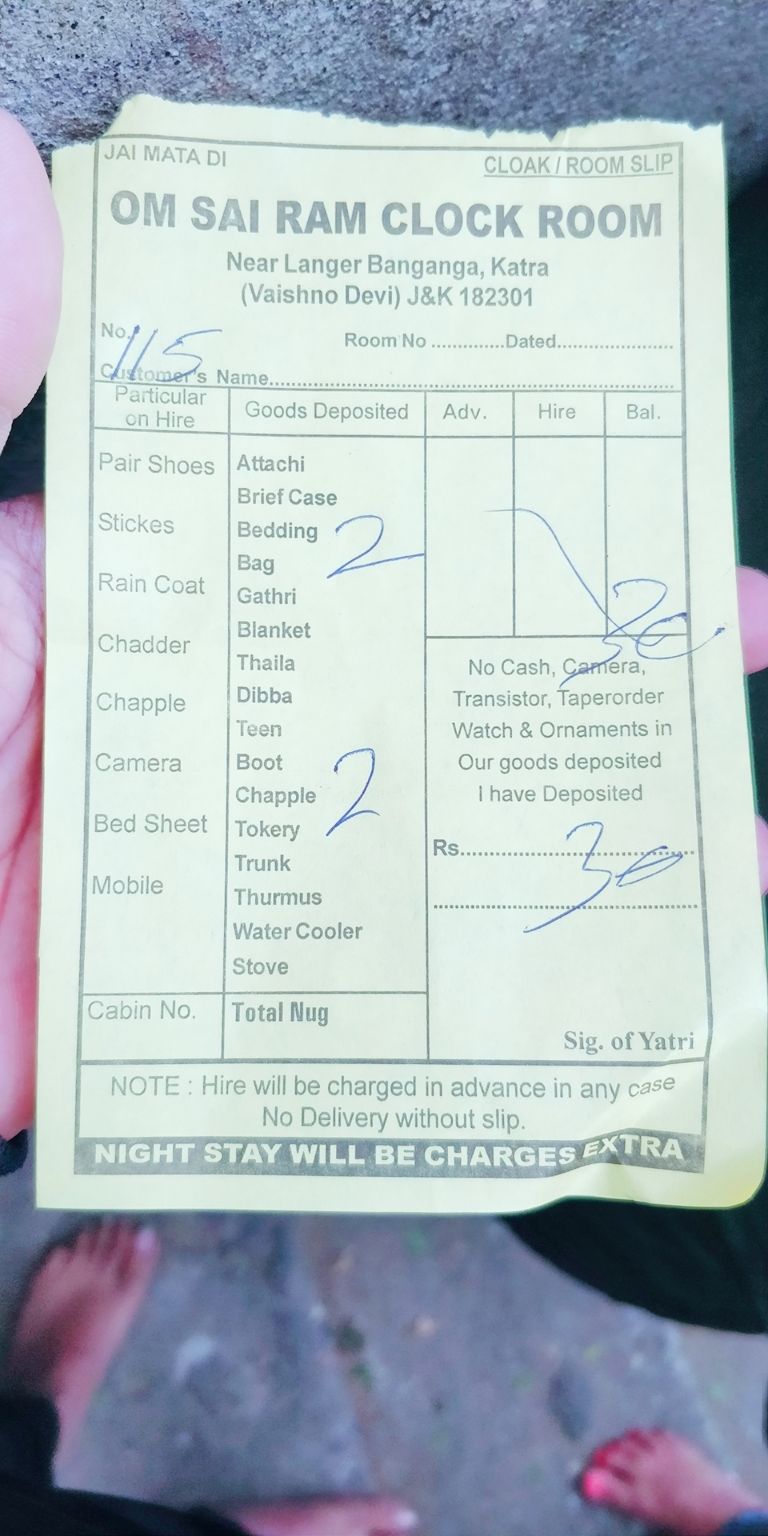 JAI MATA DI CLOAK / ROOM SLIP
OM SAI RAM CLOCK ROOM
Near Langer Banganga, Katra
(Vaishno Devi) J&K 182301
No. 115 Room No ..............Dated......................
Customer's Name..........................................................
Particular on Hire Goods Deposited Adv. Hire Bal.
Pair Shoes
Stickes
Rain Coat
Chadder
Chapple
Camera
Bed Sheet
Mobile
Attachi
Brief Case
Bedding 2
Bag
Gathri
Blanket
Thaila
Dibba
Teen
Boot
Chapple 2
Tokery
Trunk
Thurmus
Water Cooler
Stove
30
No Cash, Camera,
Transistor, Taperorder
Watch & Ornaments in
Our goods deposited
I have Deposited
Rs. 30
Cabin No. Total Nug
Sig. of Yatri
NOTE : Hire will be charged in advance in any case
No Delivery without slip.
NIGHT STAY WILL BE CHARGES EXTRA